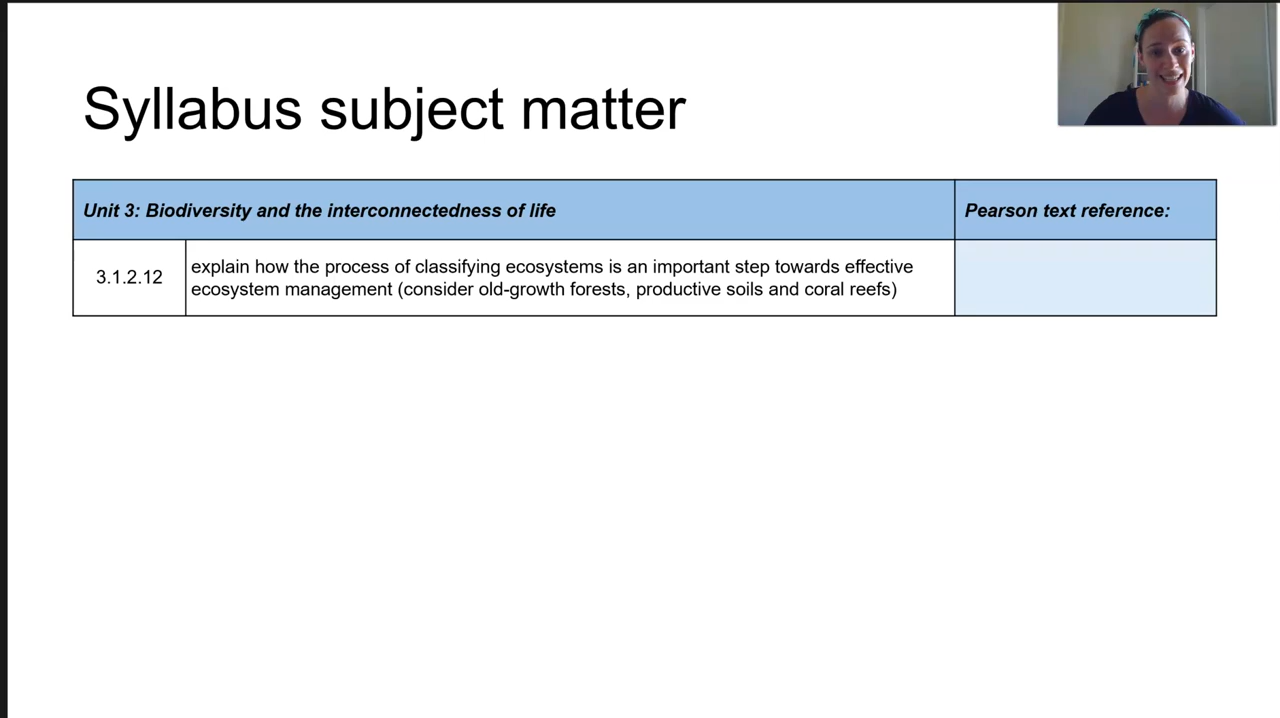 Syllabus subject matter
Unit 3: Biodiversity and the interconnectedness of life
Pearson text reference:
3.1.2.12
explain how the process of classifying ecosystems is an important step towards effective
ecosystem management (consider old-growth forests, productive soils and coral reefs)